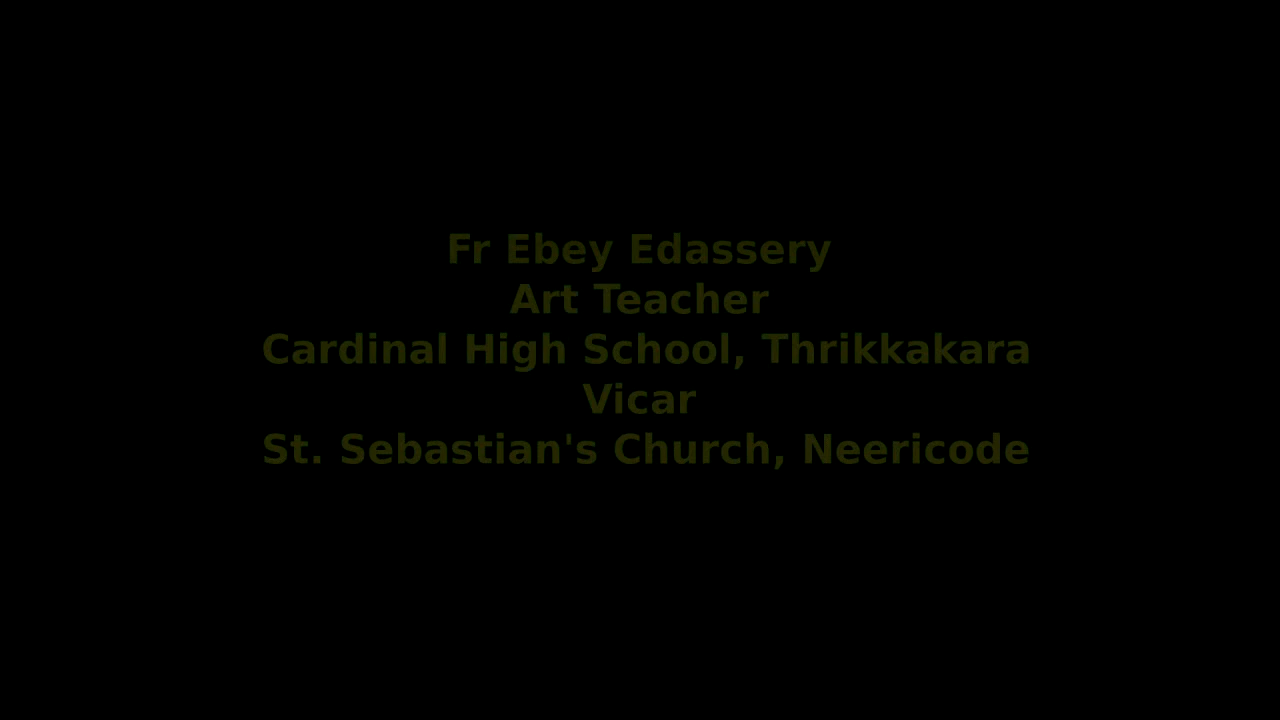 Fr Ebey Edassery
Art Teacher
Cardinal High School, Thrikkakara
Vicar
St. Sebastian's Church, Neericode